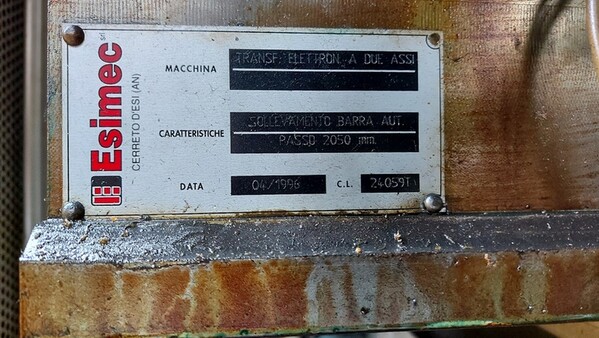 Esimec
CERRETO D'ESI (AN)
MACCHINA
TRANSF. ELETTRON. A DUE ASSI
CARATTERISTICHE
SOLLEVAMENTO BARRA AUT.
PASSO 2050 mm.
DATA
04/1996
C.L.
24059T